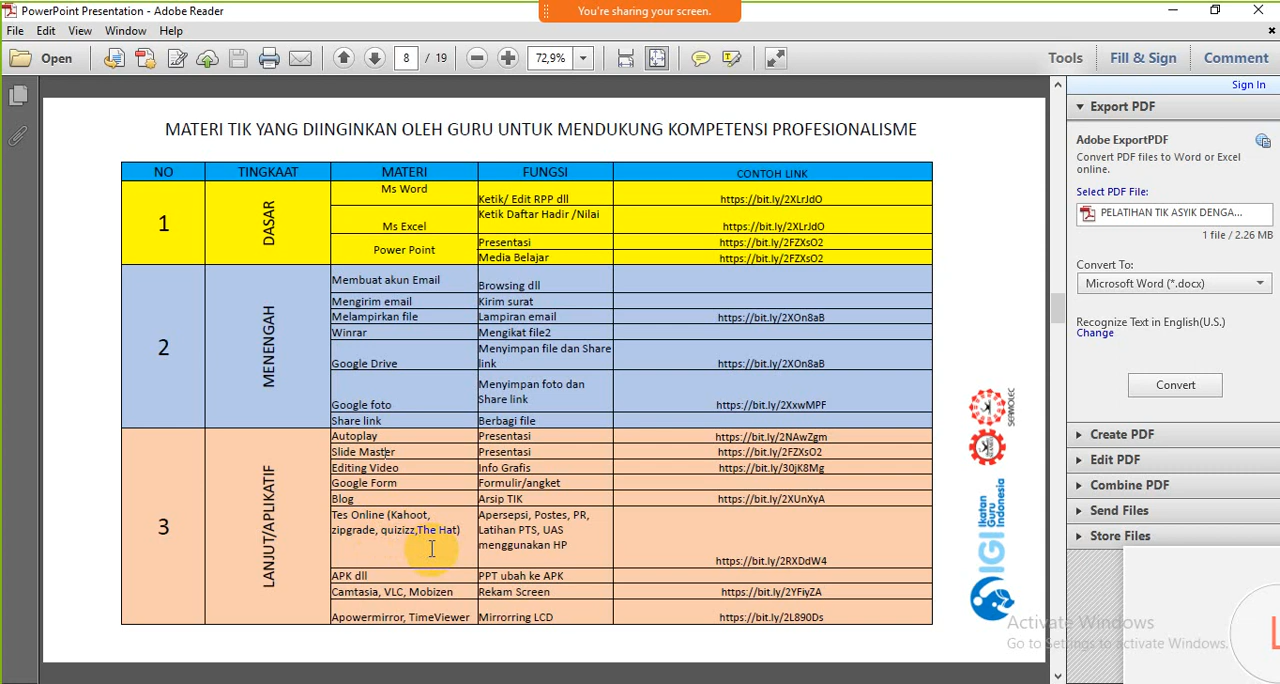 PowerPoint Presentation - Adobe Reader
You're sharing your screen.
File Edit View Window Help
Open 8 / 19 72,9% Tools Fill & Sign Comment
Sign In
MATERI TIK YANG DIINGINKAN OLEH GURU UNTUK MENDUKUNG KOMPETENSI PROFESIONALISME
NO TINGKAAT MATERI FUNGSI CONTOH LINK
1 DASAR
Ms Word Ketik/ Edit RPP dll https://bit.ly/2XLrJdO
Ms Excel Ketik Daftar Hadir /Nilai https://bit.ly/2XLrJdO
Power Point Presentasi https://bit.ly/2FZXsO2
Media Belajar https://bit.ly/2FZXsO2
2 MENENGAH
Membuat akun Email Browsing dll
Mengirim email Kirim surat
Melampirkan file Lampiran email https://bit.ly/2XOn8aB
Winrar Mengikat file2
Google Drive Menyimpan file dan Share
link https://bit.ly/2XOn8aB
Google foto Menyimpan foto dan
Share link https://bit.ly/2XxwMPF
Share link Berbagi file
3 LANJUT/APLIKATIF
Autoplay Presentasi https://bit.ly/2NAwZgm
Slide Master Presentasi https://bit.ly/2FZXsO2
Editing Video Info Grafis https://bit.ly/30jK8Mg
Google Form Formulir/angket
Blog Arsip TIK https://bit.ly/2XUnXyA
Tes Online (Kahoot, Apersepsi, Postes, PR,
zipgrade, quizizz,The Hat) Latihan PTS, UAS
menggunakan HP https://bit.ly/2RXDdW4
APK dll PPT ubah ke APK
Camtasia, VLC, Mobizen Rekam Screen https://bit.ly/2YFiyZA
Apowermirror, TimeViewer Mirrorring LCD https://bit.ly/2L890Ds
SEAMOLEC
IGI Ikatan
Guru
Indonesia
Export PDF
Adobe ExportPDF
Convert PDF files to Word or Excel
online.
Select PDF File:
PELATIHAN TIK ASYIK DENGA...
1 file / 2.26 MB
Convert To:
Microsoft Word (*.docx)
Recognize Text in English(U.S.)
Change
Convert
Create PDF
Edit PDF
Combine PDF
Send Files
Store Files
Activate Windows
Go to Settings to activate Windows.